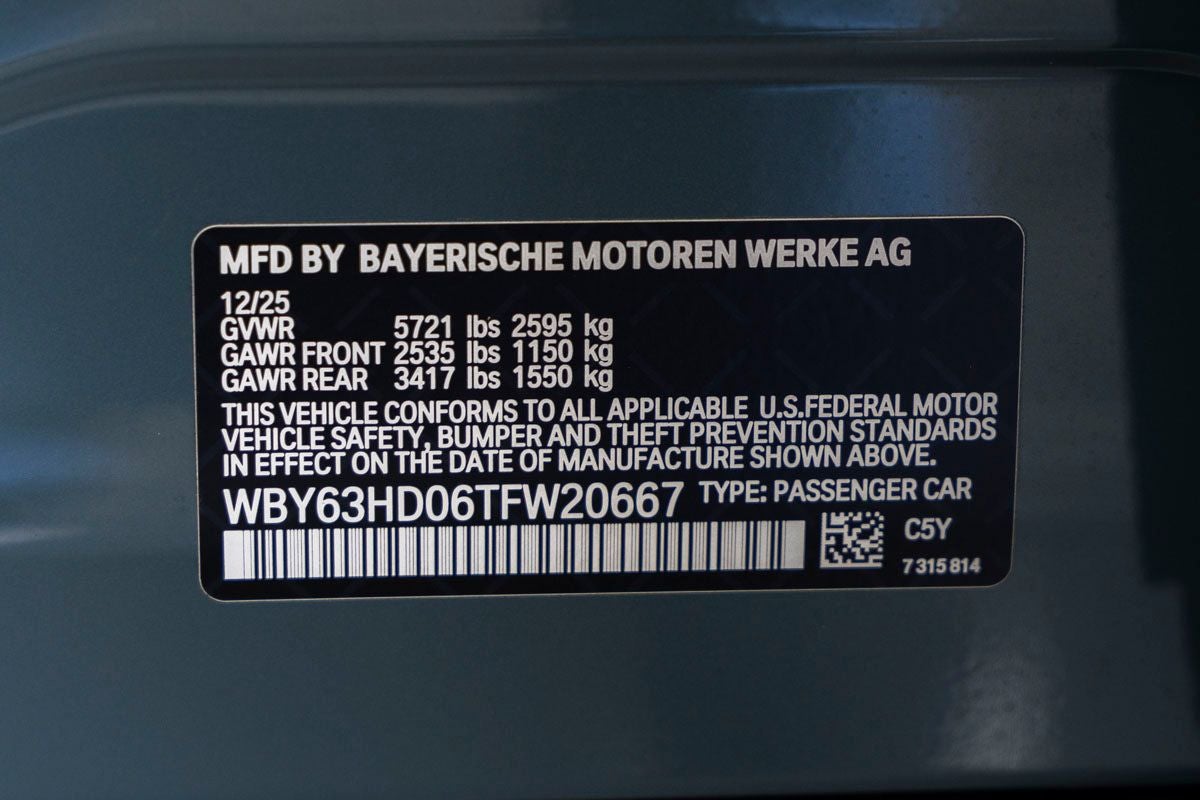 MFD BY BAYERISCHE MOTOREN WERKE AG
12/25
GVWR 5721 lbs 2595 kg
GAWR FRONT 2535 lbs 1150 kg
GAWR REAR 3417 lbs 1550 kg
THIS VEHICLE CONFORMS TO ALL APPLICABLE U.S.FEDERAL MOTOR
VEHICLE SAFETY, BUMPER AND THEFT PREVENTION STANDARDS
IN EFFECT ON THE DATE OF MANUFACTURE SHOWN ABOVE.
WBY63HD06TFW20667 TYPE: PASSENGER CAR
C5Y
7 315 814